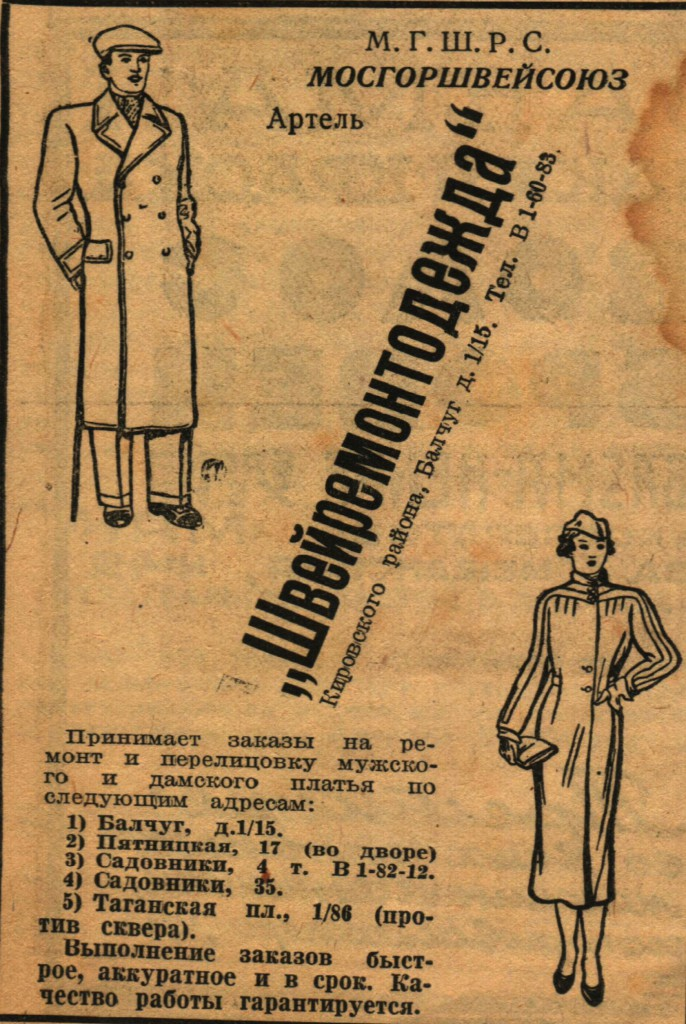 М. Г. Ш. Р. С.
МОСГОРШВЕЙСОЮЗ
Артель
„Швейремонтодежда“
Кировского района, Балчуг д. 1/15. Тел. В 1-60-83.
Принимает заказы на ре-
монт и перелицовку мужско-
го и дамского платья по
следующим адресам:
1) Балчуг, д.1/15.
2) Пятницкая, 17 (во дворе)
3) Садовники, 4 т. В 1-82-12.
4) Садовники, 35.
5) Таганская пл., 1/86 (про-
тив сквера).
Выполнение заказов быст-
рое, аккуратное и в срок. Ка-
чество работы гарантируется.